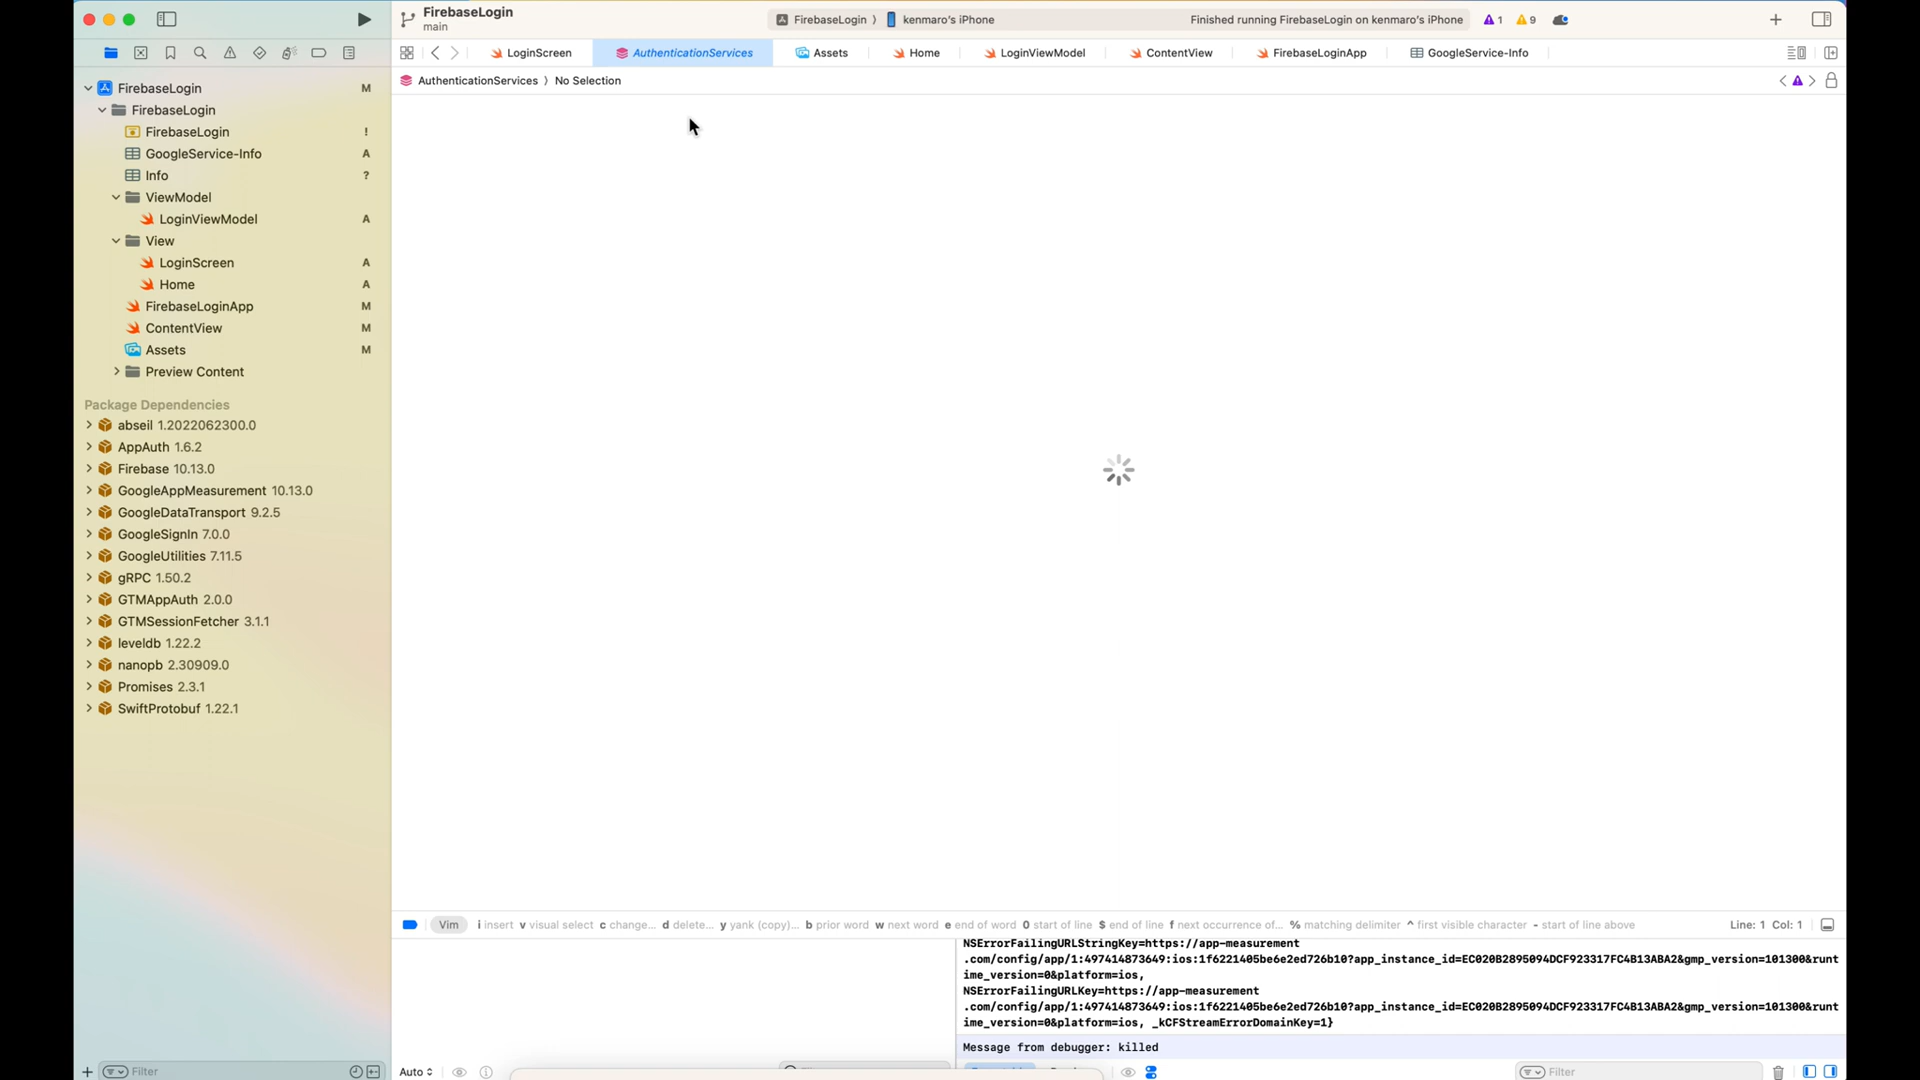 FirebaseLogin
main
FirebaseLogin 〉 kenmaro's iPhone
Finished running FirebaseLogin on kenmaro's iPhone
1
9
LoginScreen
AuthenticationServices
Assets
Home
LoginViewModel
ContentView
FirebaseLoginApp
GoogleService-Info
AuthenticationServices 〉 No Selection
FirebaseLogin M
FirebaseLogin
FirebaseLogin !
GoogleService-Info A
Info ?
ViewModel
LoginViewModel A
View
LoginScreen A
Home A
FirebaseLoginApp M
ContentView M
Assets M
Preview Content
Package Dependencies
abseil 1.2022062300.0
AppAuth 1.6.2
Firebase 10.13.0
GoogleAppMeasurement 10.13.0
GoogleDataTransport 9.2.5
GoogleSignIn 7.0.0
GoogleUtilities 7.11.5
gRPC 1.50.2
GTMAppAuth 2.0.0
GTMSessionFetcher 3.1.1
leveldb 1.22.2
nanopb 2.30909.0
Promises 2.3.1
SwiftProtobuf 1.22.1
Filter
Vim i insert v visual select c change... d delete... y yank (copy)... b prior word w next word e end of word 0 start of line $ end of line f next occurrence of... % matching delimiter ^ first visible character - start of line above
Line: 1 Col: 1
NSErrorFailingURLStringKey=https://app-measurement
.com/config/app/1:497414873649:ios:1f6221405be6e2ed726b10?app_instance_id=EC020B2895094DCF923317FC4B13ABA2&gmp_version=101300&runt
ime_version=0&platform=ios,
NSErrorFailingURLKey=https://app-measurement
.com/config/app/1:497414873649:ios:1f6221405be6e2ed726b10?app_instance_id=EC020B2895094DCF923317FC4B13ABA2&gmp_version=101300&runt
ime_version=0&platform=ios, _kCFStreamErrorDomainKey=1}
Message from debugger: killed
Auto
Filter